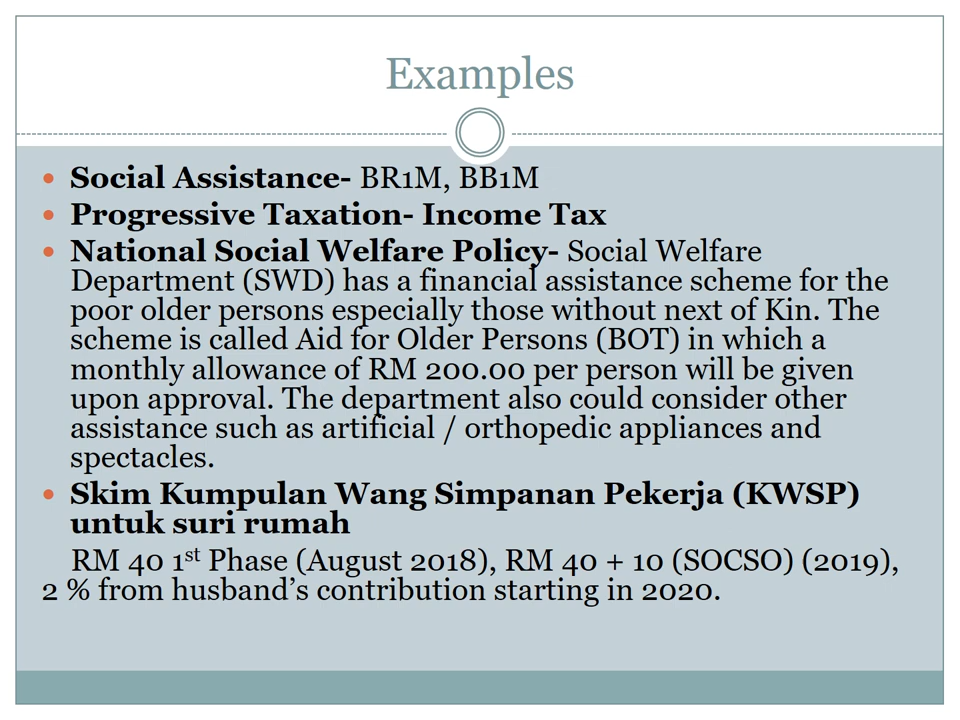 Examples
Social Assistance- BR1M, BB1M
Progressive Taxation- Income Tax
National Social Welfare Policy- Social Welfare
Department (SWD) has a financial assistance scheme for the
poor older persons especially those without next of Kin. The
scheme is called Aid for Older Persons (BOT) in which a
monthly allowance of RM 200.00 per person will be given
upon approval. The department also could consider other
assistance such as artificial / orthopedic appliances and
spectacles.
Skim Kumpulan Wang Simpanan Pekerja (KWSP)
untuk suri rumah
RM 40 1st Phase (August 2018), RM 40 + 10 (SOCSO) (2019),
2 % from husband’s contribution starting in 2020.